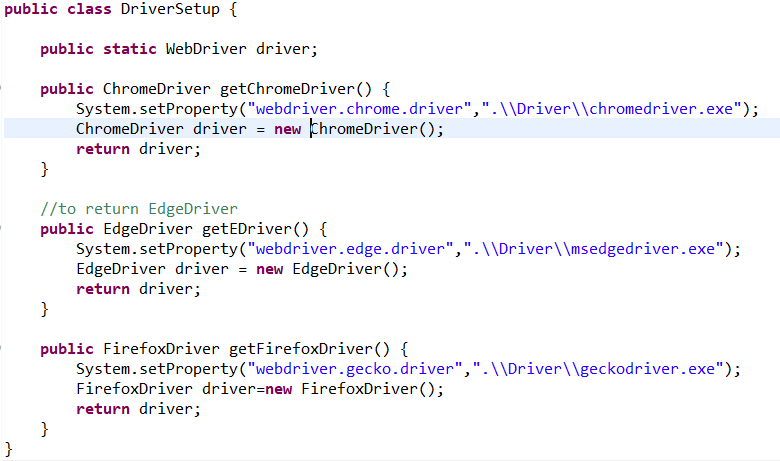 public class DriverSetup {
public static WebDriver driver;
public ChromeDriver getChromeDriver() {
System.setProperty("webdriver.chrome.driver",".\\Driver\\chromedriver.exe");
ChromeDriver driver = new ChromeDriver();
return driver;
}
//to return EdgeDriver
public EdgeDriver getEDriver() {
System.setProperty("webdriver.edge.driver",".\\Driver\\msedgedriver.exe");
EdgeDriver driver = new EdgeDriver();
return driver;
}
public FirefoxDriver getFirefoxDriver() {
System.setProperty("webdriver.gecko.driver",".\\Driver\\geckodriver.exe");
FirefoxDriver driver=new FirefoxDriver();
return driver;
}
}